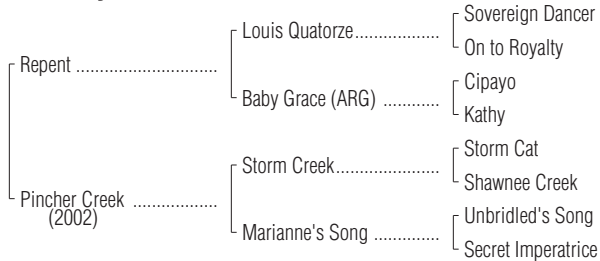 Sovereign Dancer
Louis Quatorze..................
On to Royalty
Repent .............................
Cipayo
Baby Grace (ARG) ............
Kathy
Storm Cat
Storm Creek......................
Shawnee Creek
Pincher Creek .................
(2002)
Unbridled's Song
Marianne's Song ..............
Secret Imperatrice